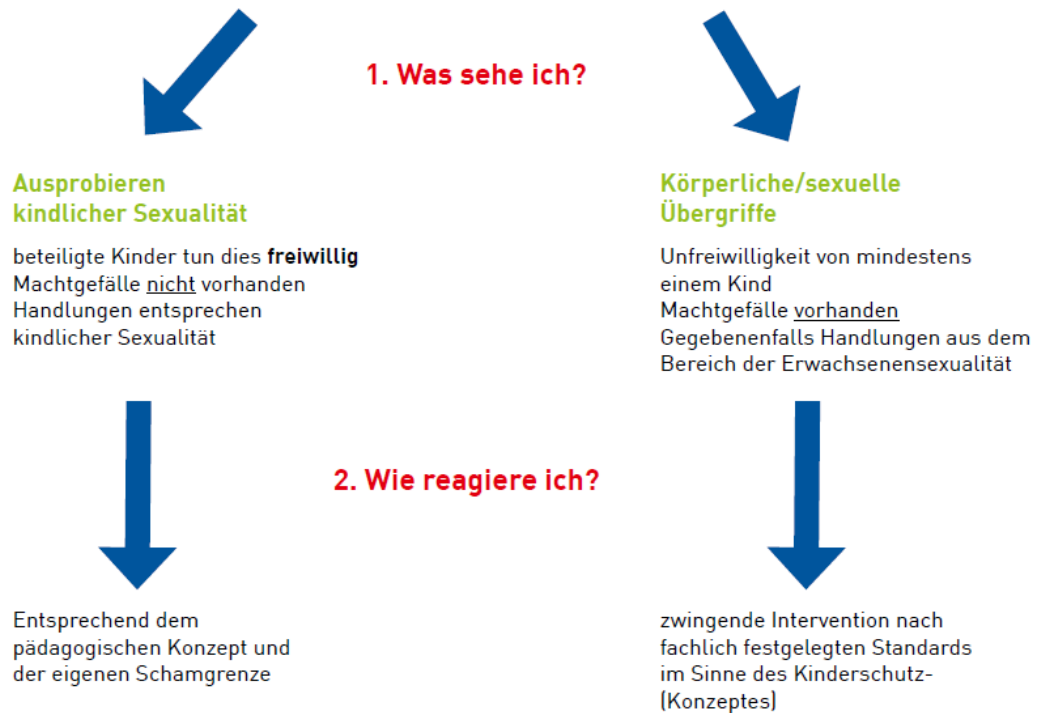 1. Was sehe ich?
Ausprobieren
kindlicher Sexualität
beteiligte Kinder tun dies freiwillig
Machtgefälle nicht vorhanden
Handlungen entsprechen
kindlicher Sexualität
Körperliche/sexuelle
Übergriffe
Unfreiwilligkeit von mindestens
einem Kind
Machtgefälle vorhanden
Gegebenenfalls Handlungen aus dem
Bereich der Erwachsenensexualität
2. Wie reagiere ich?
Entsprechend dem
pädagogischen Konzept und
der eigenen Schamgrenze
zwingende Intervention nach
fachlich festgelegten Standards
im Sinne des Kinderschutz-
(Konzeptes)